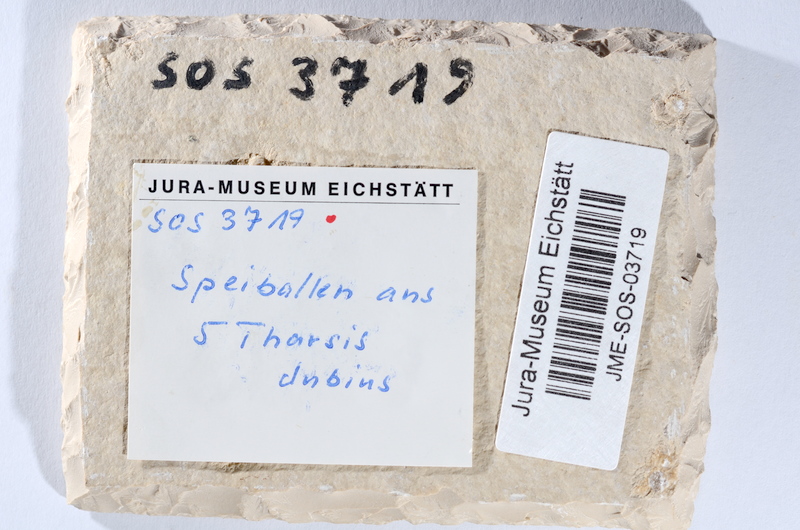 SOS 3719
JURA-MUSEUM EICHSTÄTT
SOS 3719
Speiballen aus
5 Tharsis
dubius
Jura-Museum Eichstätt
JME-SOS-03719